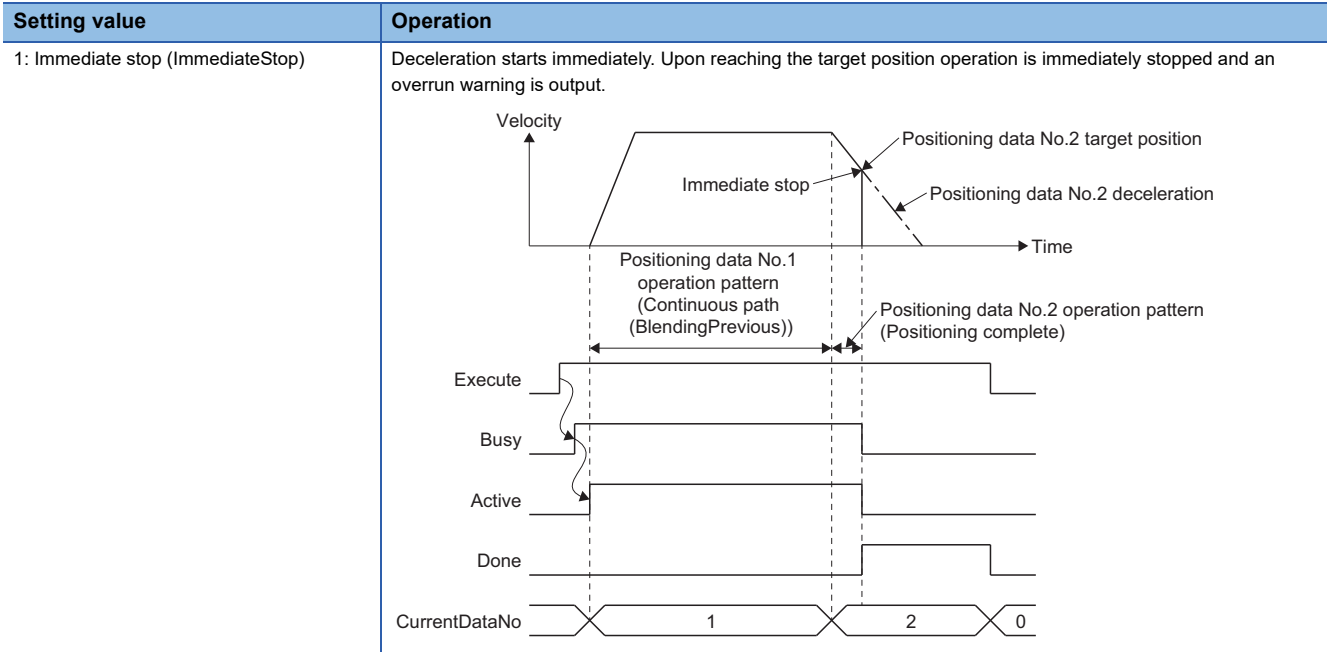 Setting value
Operation
1: Immediate stop (ImmediateStop)
Deceleration starts immediately. Upon reaching the target position operation is immediately stopped and an
overrun warning is output.
Velocity
Positioning data No.2 target position
Immediate stop
Positioning data No.2 deceleration
Time
Positioning data No.1
operation pattern
(Continuous path
(BlendingPrevious))
Positioning data No.2 operation pattern
(Positioning complete)
Execute
Busy
Active
Done
CurrentDataNo
1
2
0